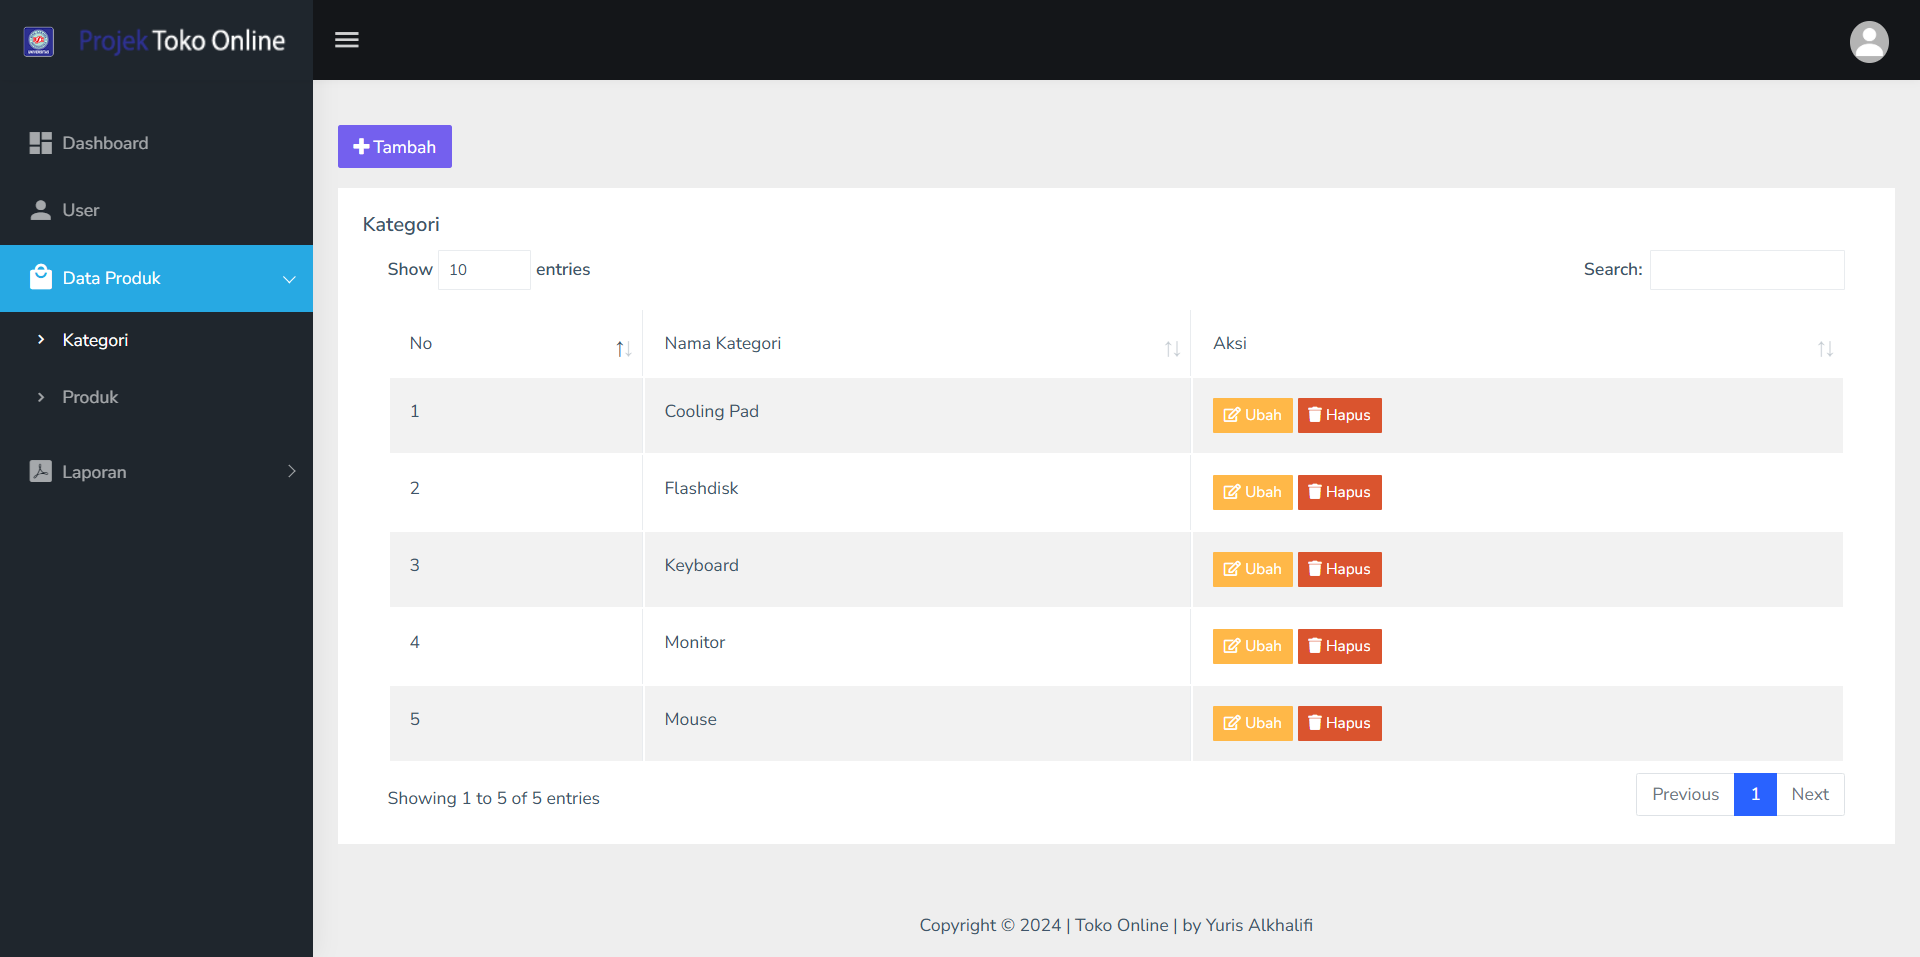 Projek Toko Online
Dashboard
User
Data Produk
Kategori
Produk
Laporan
Tambah
Kategori
Show 10 entries
Search:
No Nama Kategori Aksi
1 Cooling Pad Ubah Hapus
2 Flashdisk Ubah Hapus
3 Keyboard Ubah Hapus
4 Monitor Ubah Hapus
5 Mouse Ubah Hapus
Showing 1 to 5 of 5 entries
Previous 1 Next
Copyright © 2024 | Toko Online | by Yuris Alkhalifi